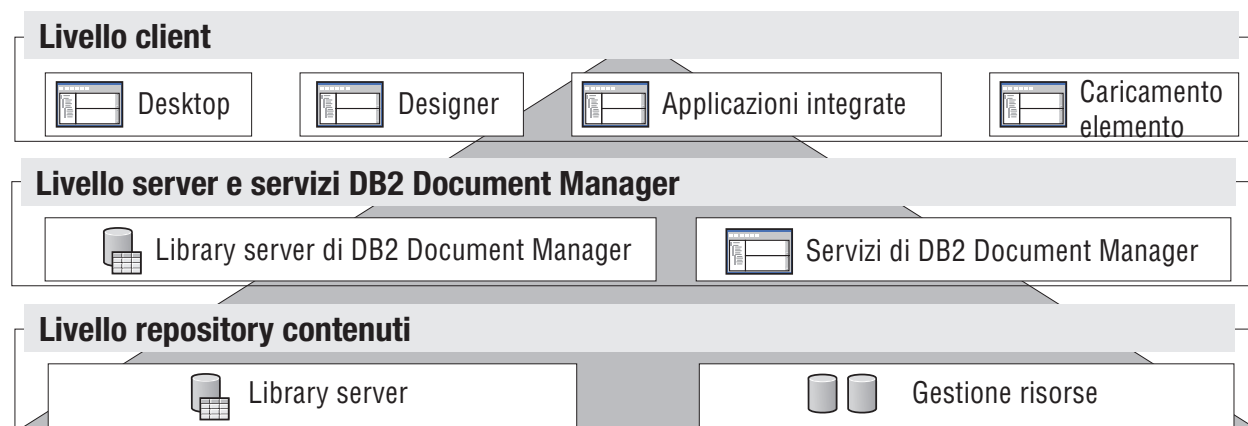 Livello client
Desktop
Designer
Applicazioni integrate
Caricamento
elemento
Livello server e servizi DB2 Document Manager
Library server di DB2 Document Manager
Servizi di DB2 Document Manager
Livello repository contenuti
Library server
Gestione risorse